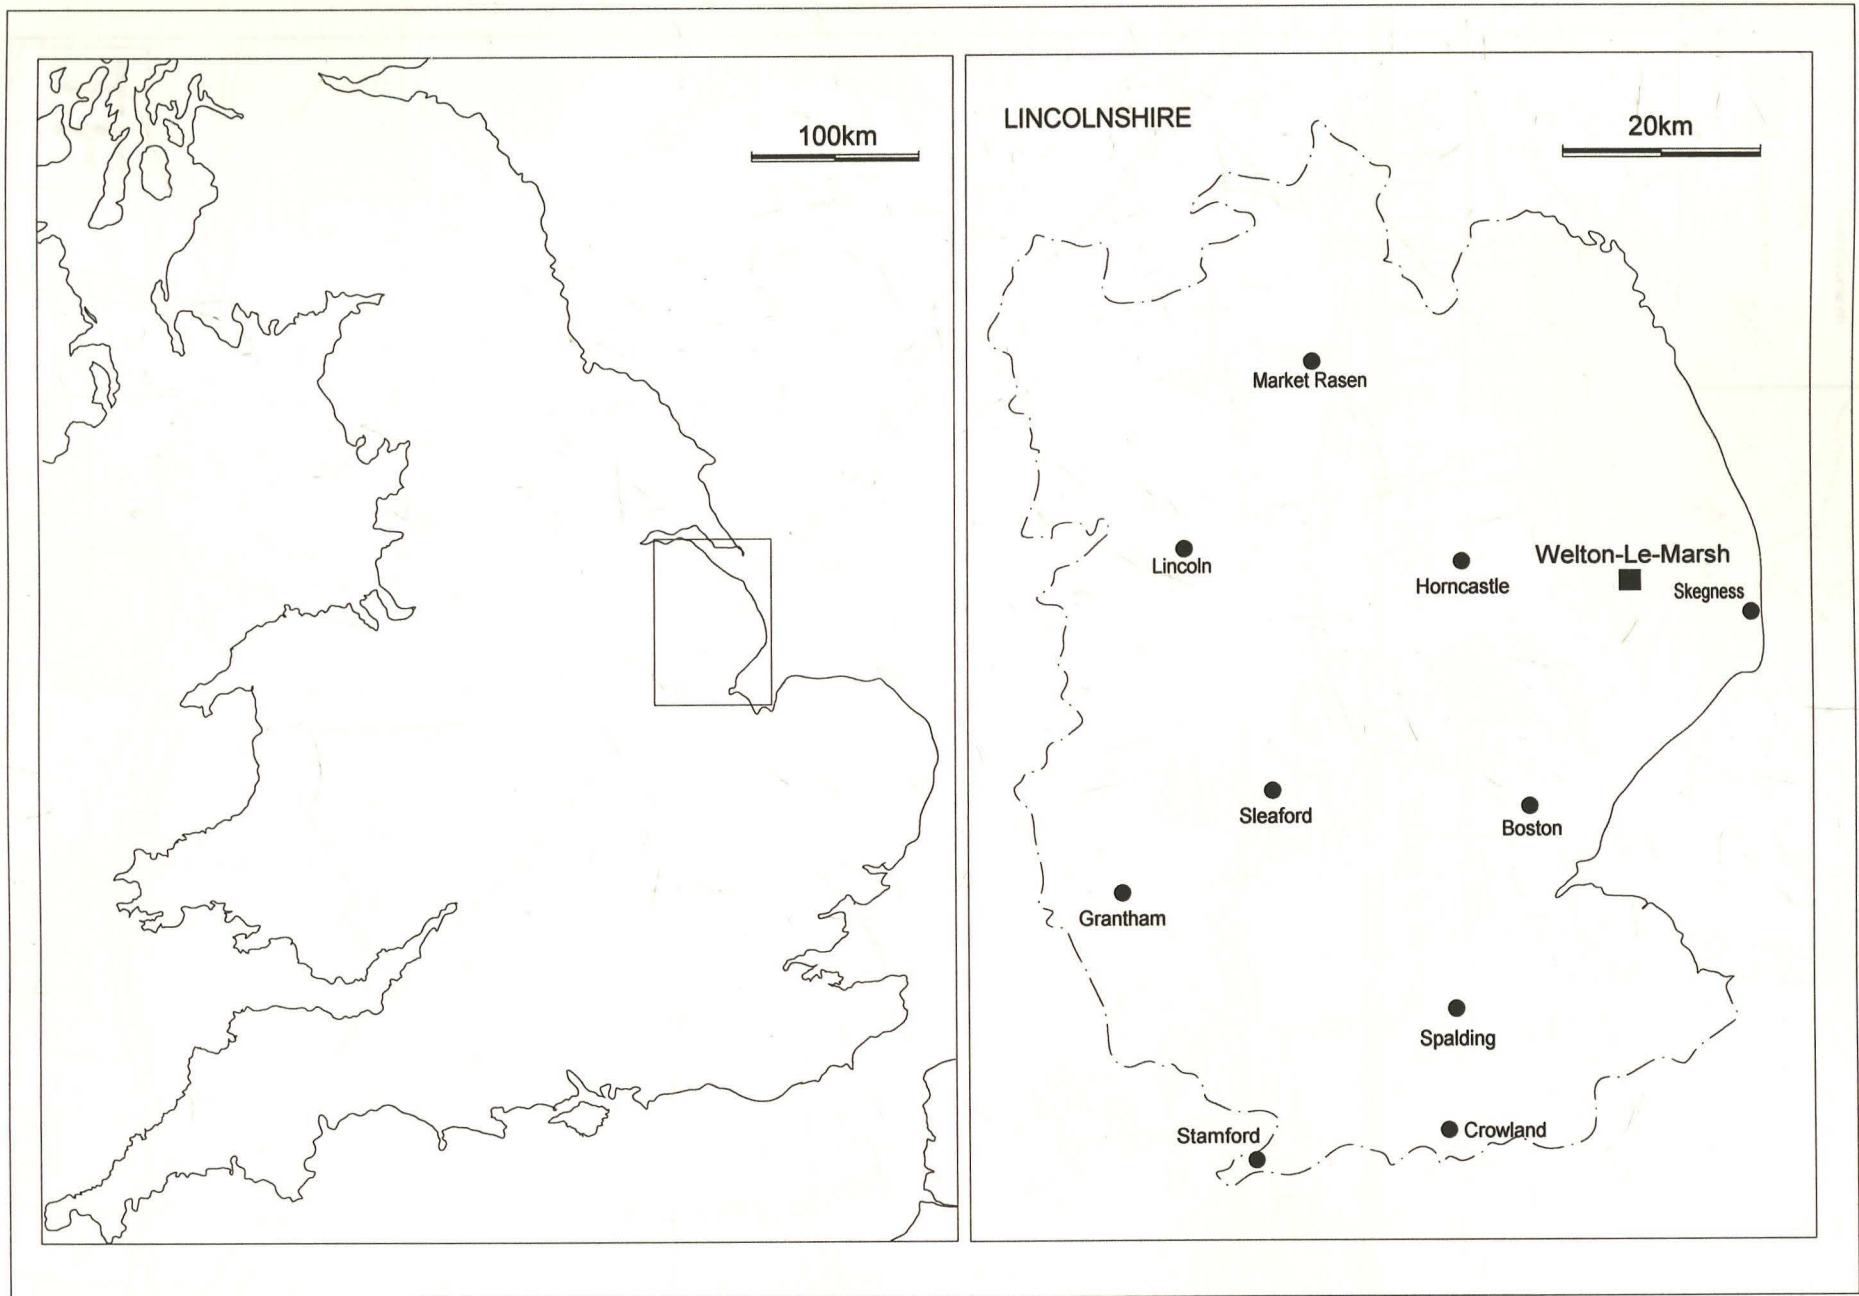 100km
LINCOLNSHIRE
20km
Market Rasen
Lincoln
Horncastle
Welton-Le-Marsh
Skegness
Sleaford
Boston
Grantham
Spalding
Stamford
Crowland